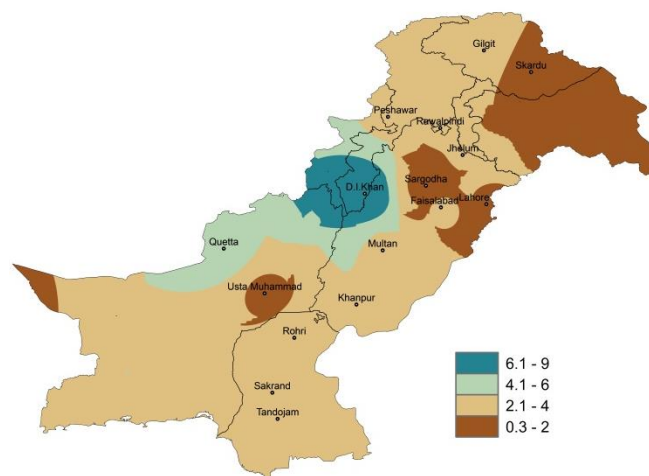 Gilgit
Skardu
Peshawar
Rawalpindi
Jhelum
Sargodha
D.I.Khan
Lahore
Faisalabad
Quetta
Multan
Usta Muhammad
Khanpur
Rohri
Sakrand
Tandojam
6.1 - 9
4.1 - 6
2.1 - 4
0.3 - 2